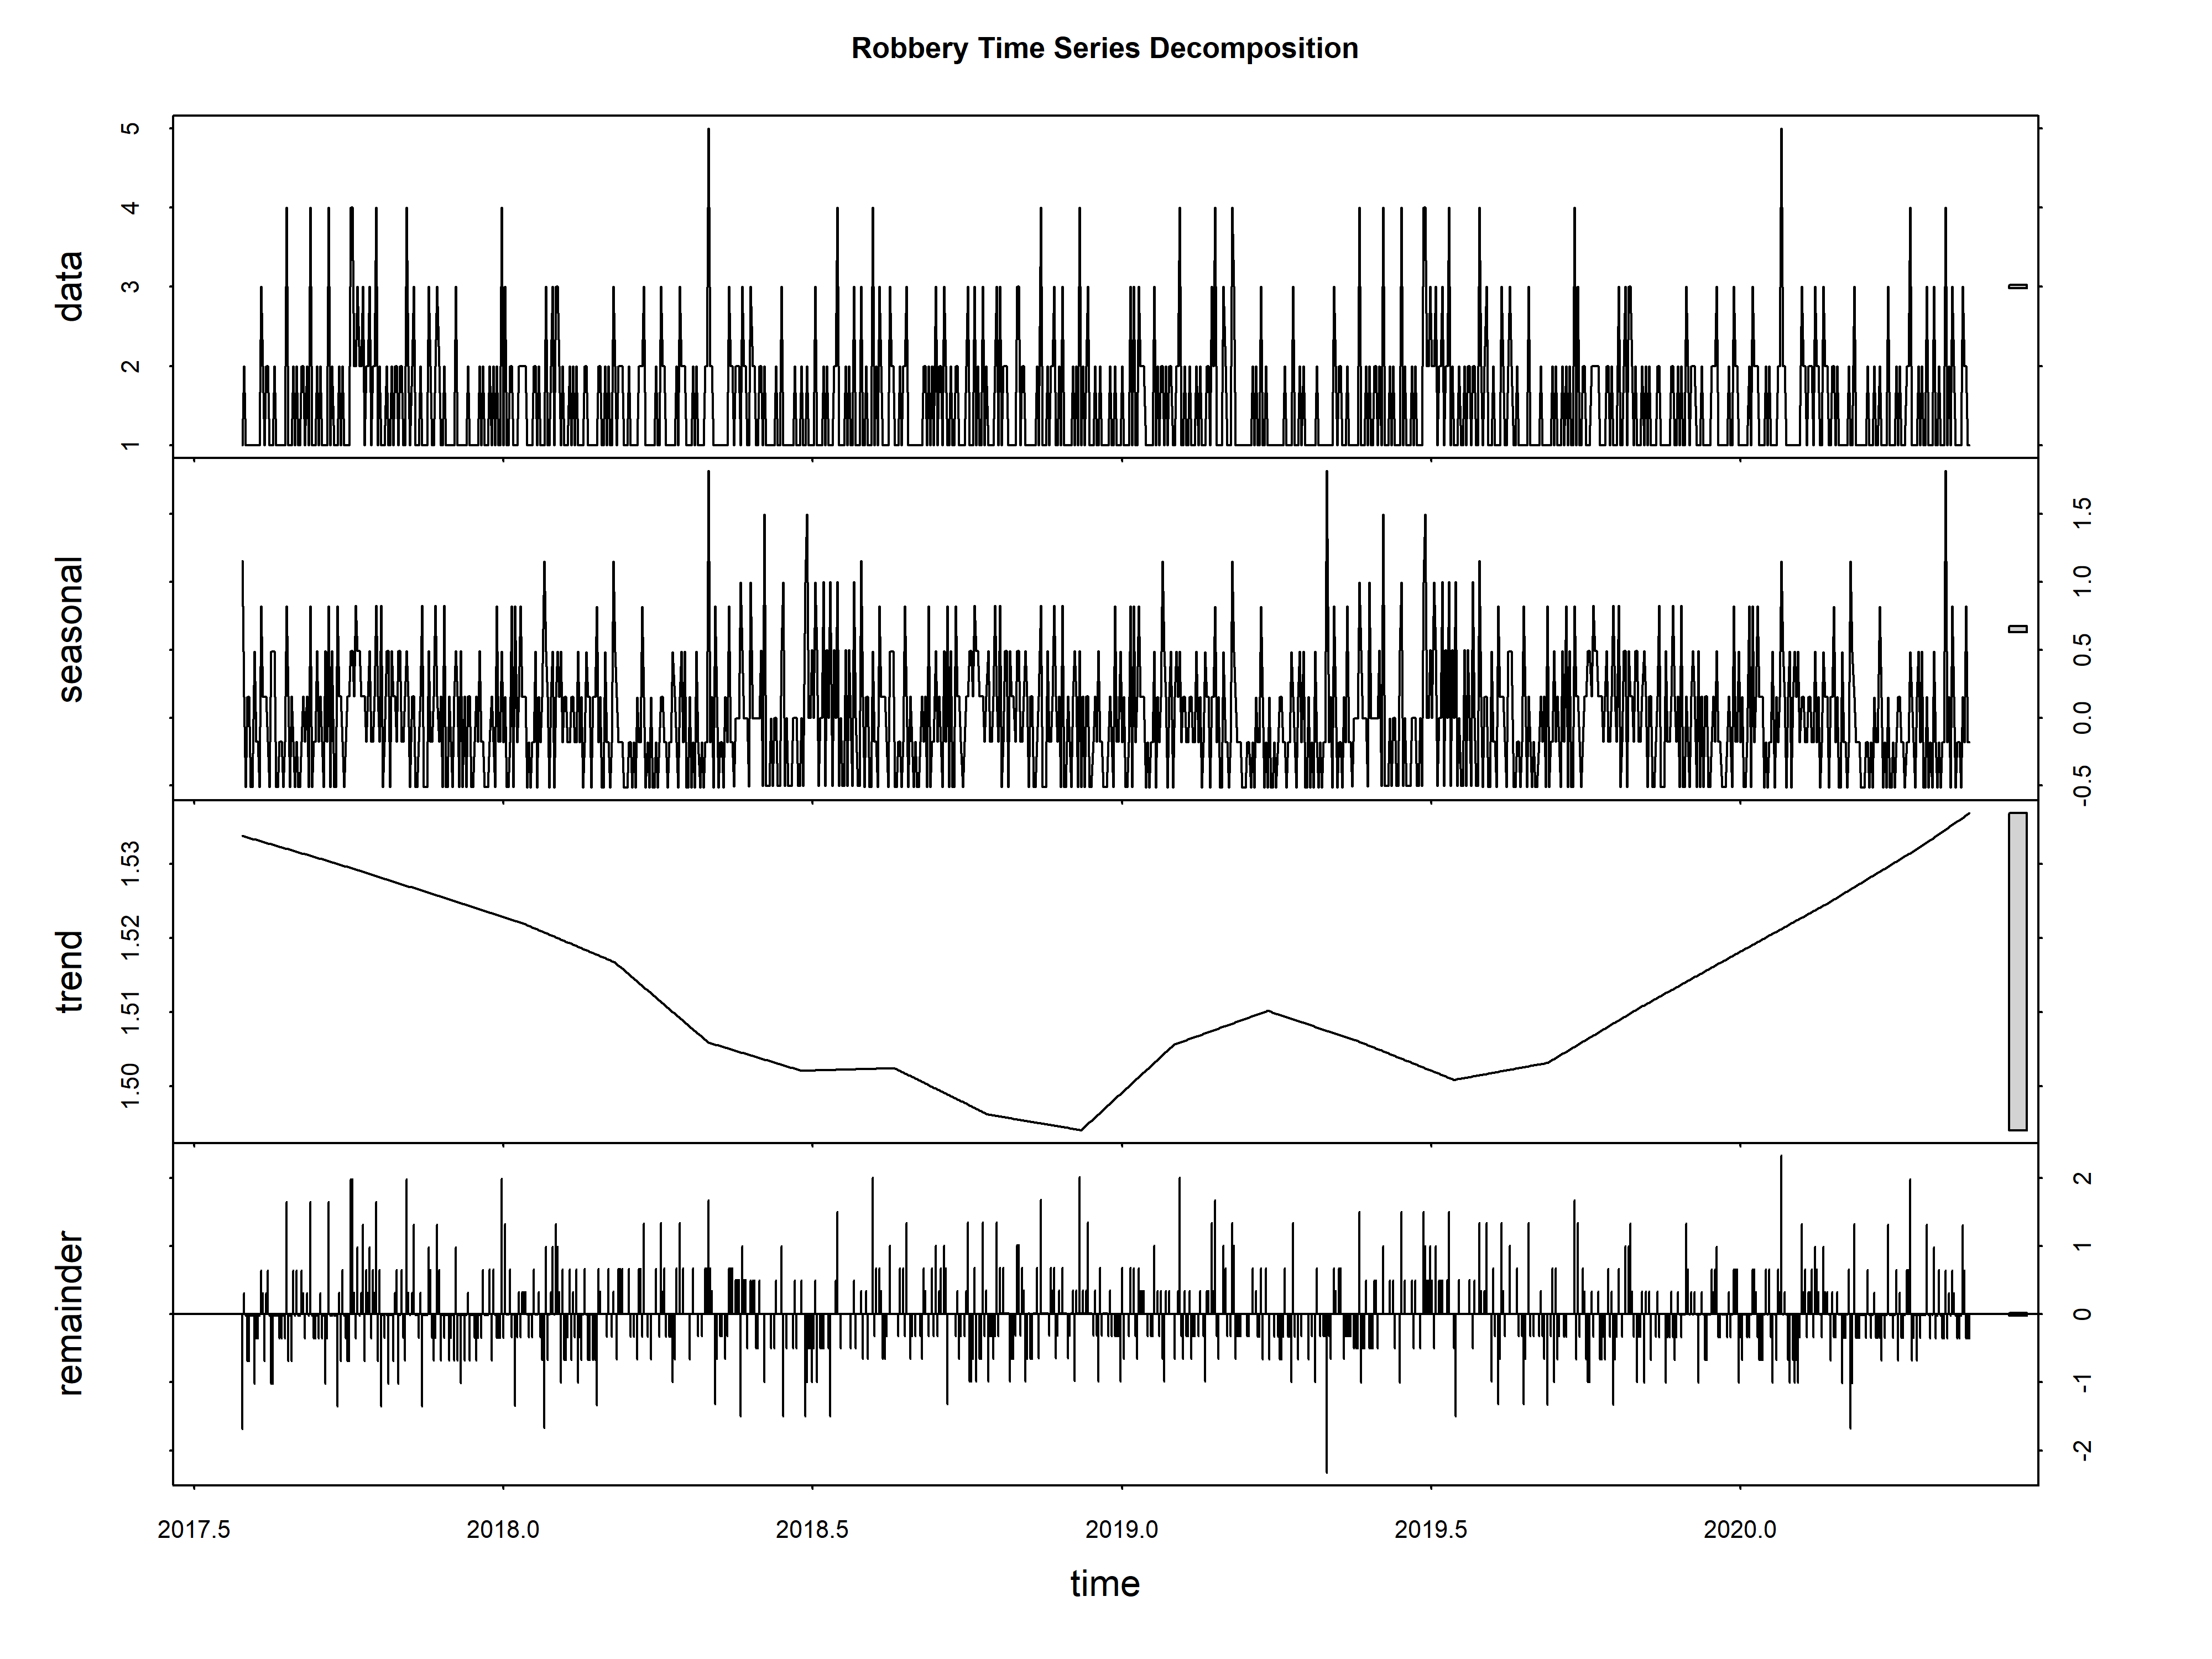 Robbery Time Series Decomposition
data
1 2 3 4 5
seasonal
-0.5 0.0 0.5 1.0 1.5
trend
1.50 1.51 1.52 1.53
remainder
-2 -1 0 1 2
2017.5 2018.0 2018.5 2019.0 2019.5 2020.0
time